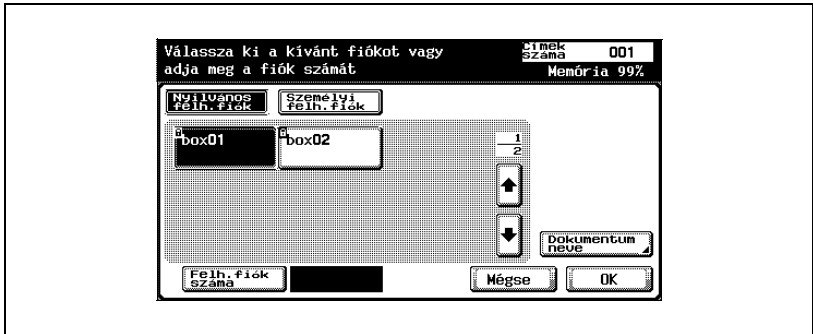 Válassza ki a kívánt fiókot vagy
adja meg a fiók számát
Címek
száma
001
Memória 99%
Nyilvános
felh.fiók
Személyi
felh.fiók
box01
box02
1
2
Dokumentum
neve
Felh.fiók
száma
Mégse
OK